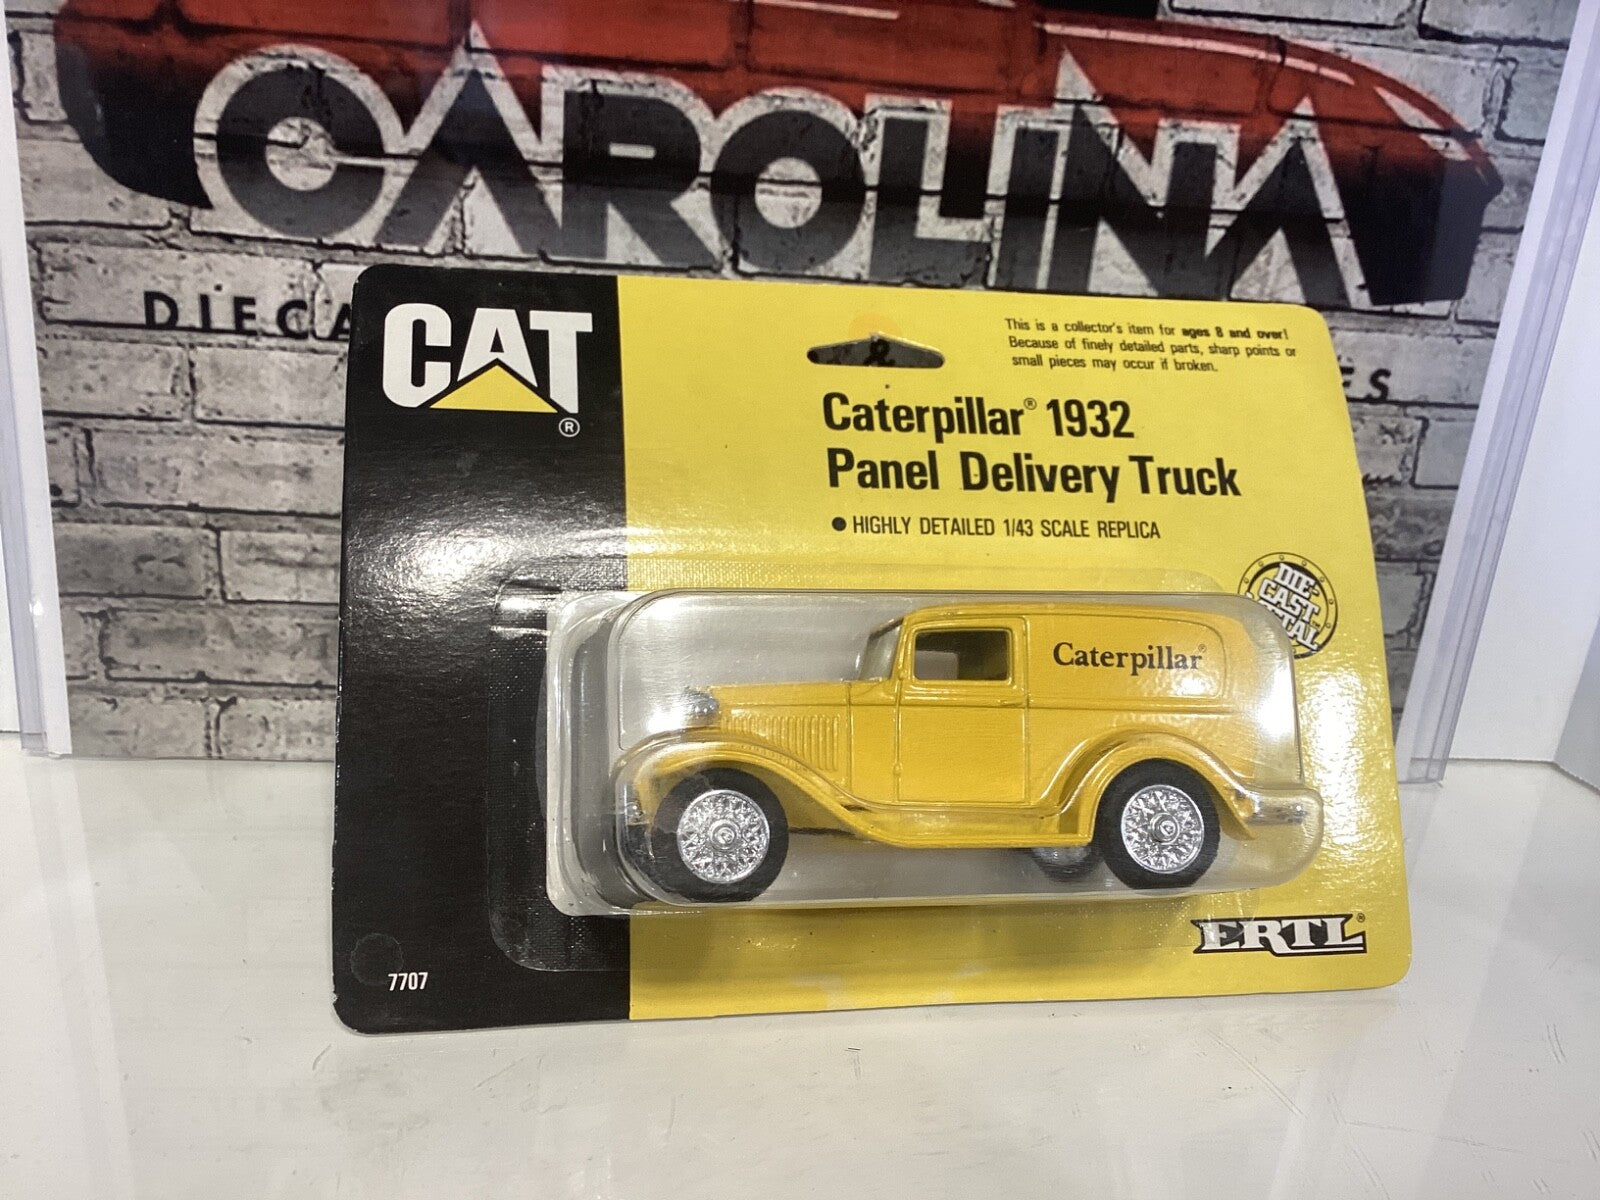 CAROLINA
DIECA
ES
CAT
®
This is a collector's item for ages 8 and over!
Because of finely detailed parts, sharp points or
small pieces may occur if broken.
Caterpillar® 1932
Panel Delivery Truck
● HIGHLY DETAILED 1/43 SCALE REPLICA
DIE-
CAST
METAL
Caterpillar®
ERTL®
7707